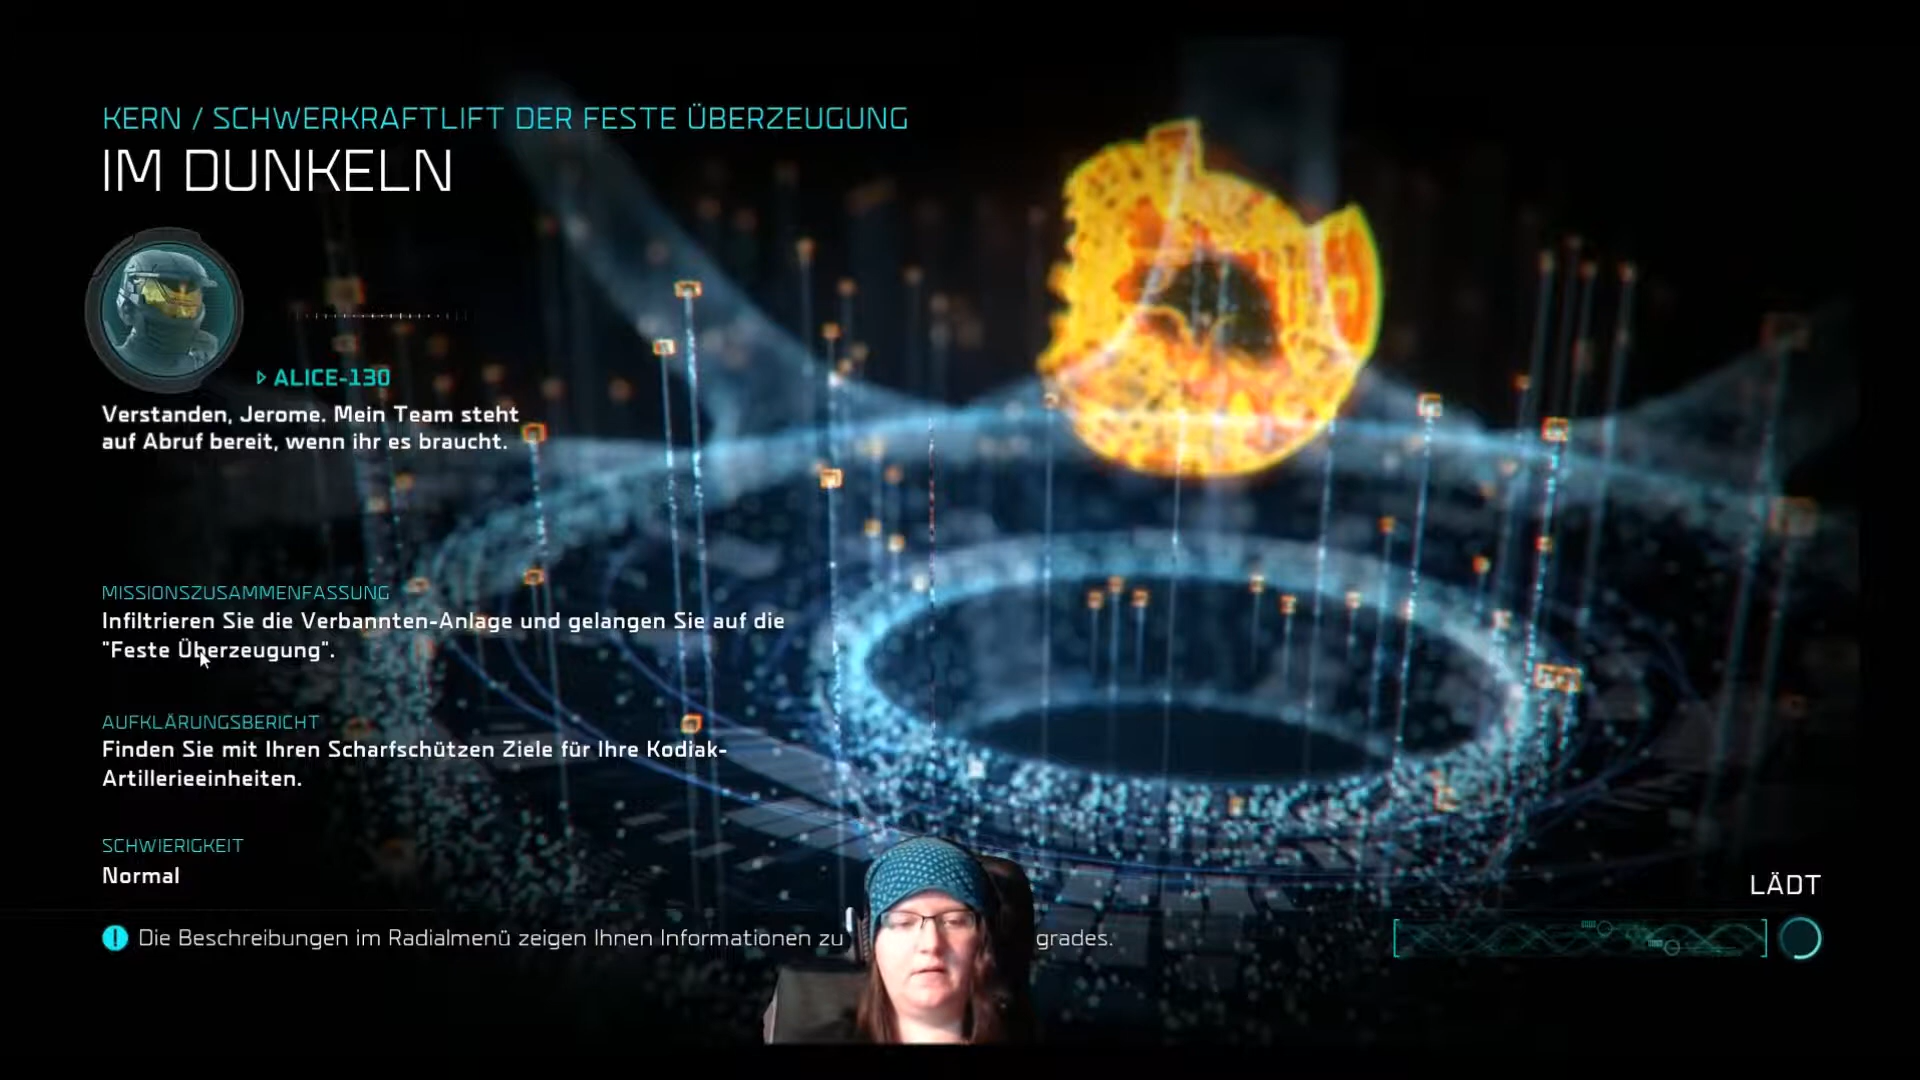 KERN / SCHWERKRAFTLIFT DER FESTE ÜBERZEUGUNG
IM DUNKELN
ALICE-130
Verstanden, Jerome. Mein Team steht
auf Abruf bereit, wenn ihr es braucht.
MISSIONSZUSAMMENFASSUNG
Infiltrieren Sie die Verbannten-Anlage und gelangen Sie auf die
"Feste Überzeugung".
AUFKLÄRUNGSBERICHT
Finden Sie mit Ihren Scharfschützen Ziele für Ihre Kodiak-
Artillerieeinheiten.
SCHWIERIGKEIT
Normal
LÄDT
Die Beschreibungen im Radialmenü zeigen Ihnen Informationen zu grades.